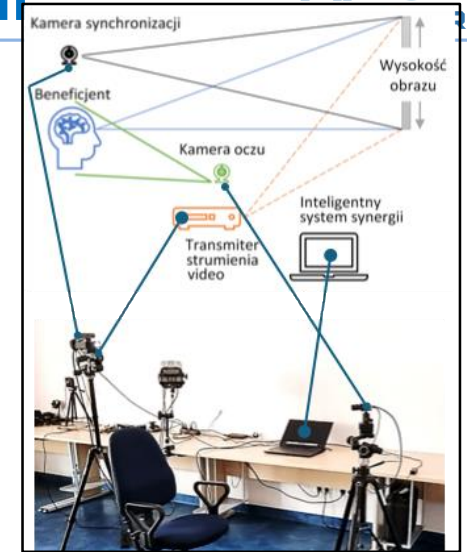 Kamera synchronizacji
Wysokość
obrazu
Beneficjent
Kamera oczu
Inteligentny
system synergii
Transmiter
strumienia
video